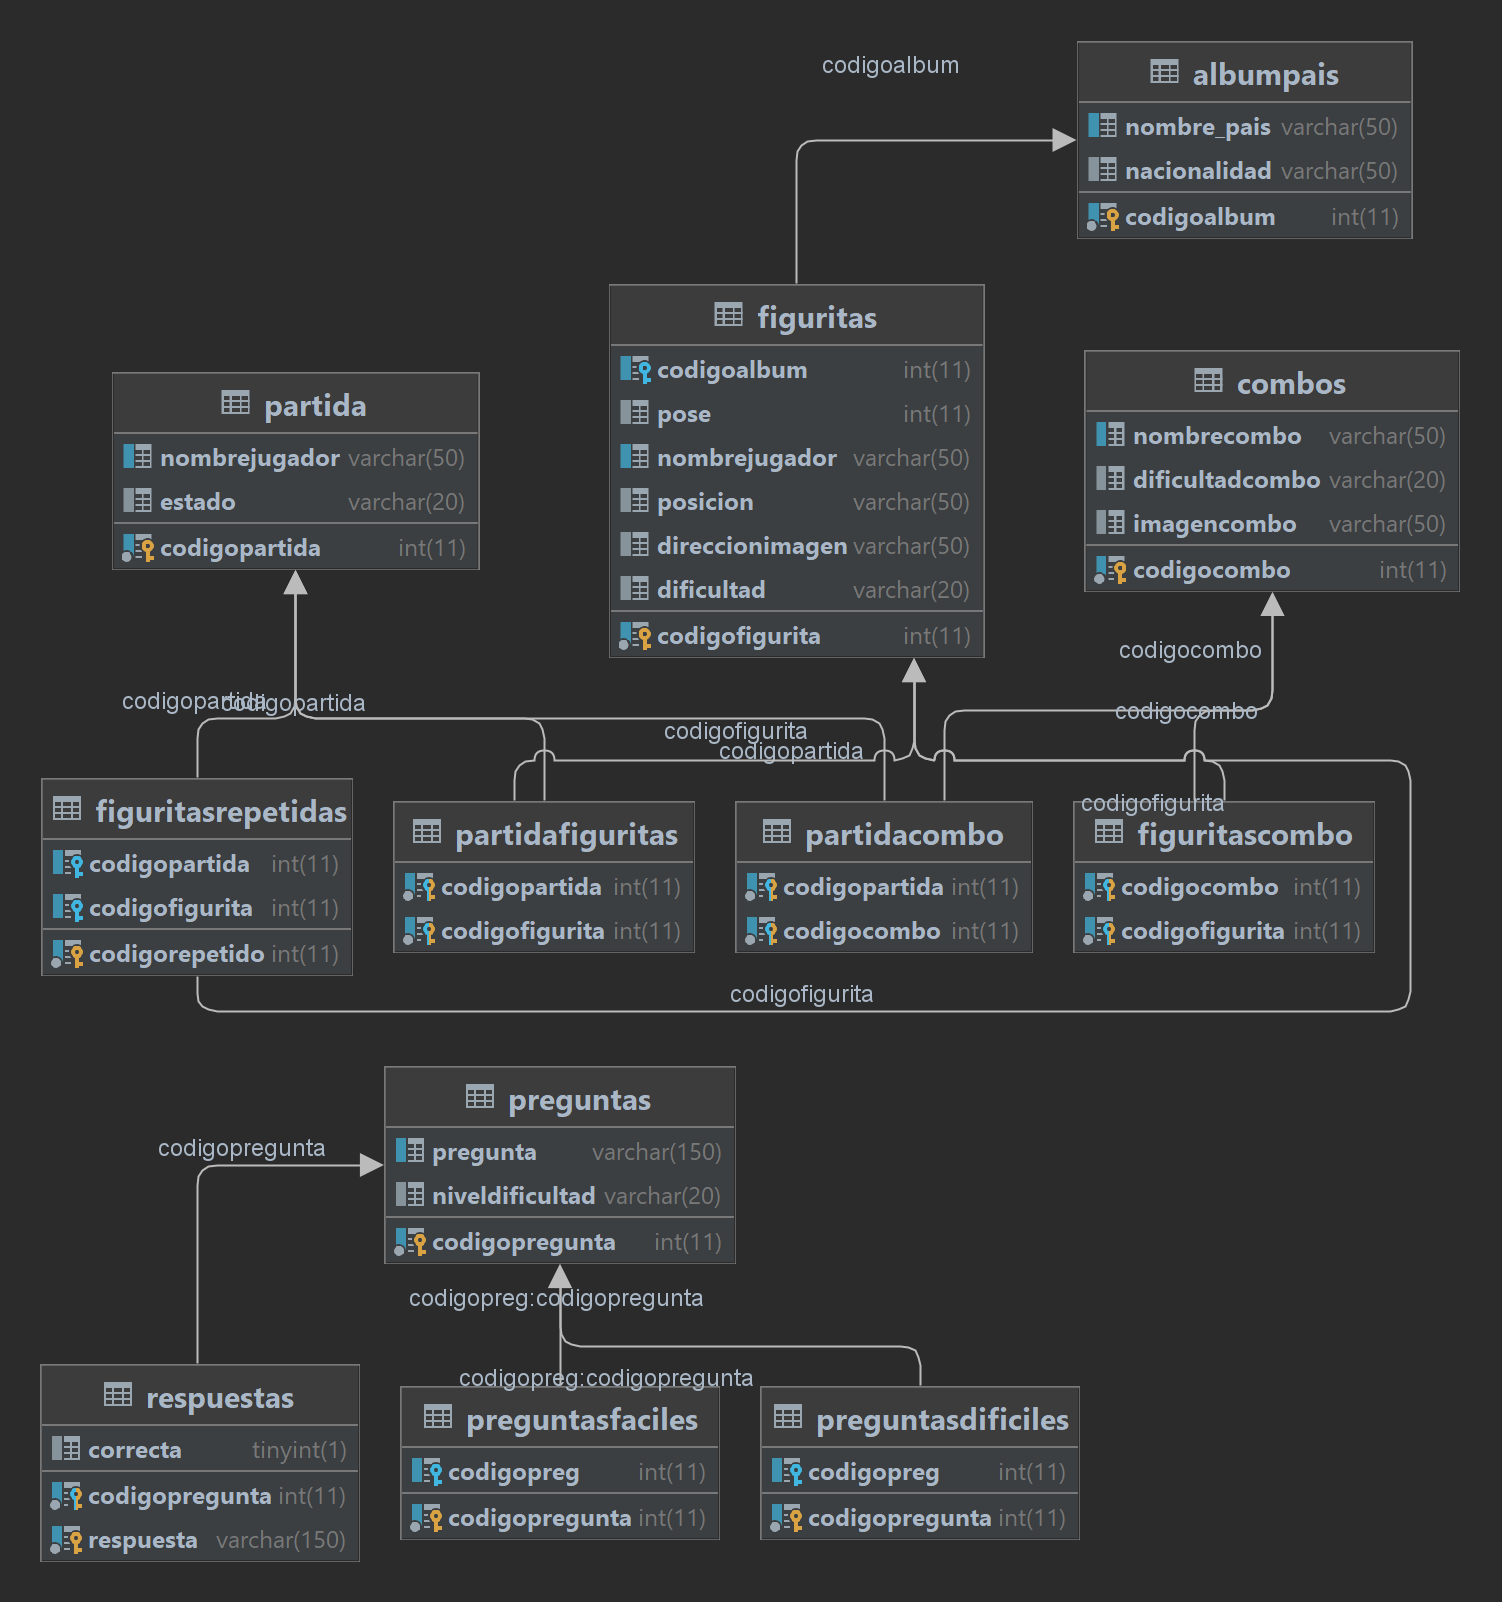 codigoalbum
albumpais
nombre_pais varchar(50)
nacionalidad varchar(50)
codigoalbum int(11)
figuritas
codigoalbum int(11)
pose int(11)
nombrejugador varchar(50)
posicion varchar(50)
direccionimagen varchar(50)
dificultad varchar(20)
codigofigurita int(11)
partida
nombrejugador varchar(50)
estado varchar(20)
codigopartida int(11)
combos
nombrecombo varchar(50)
dificultadcombo varchar(20)
imagencombo varchar(50)
codigocombo int(11)
codigocombo
codigopartida
codigopartida
codigofigurita
codigopartida
codigocombo
codigofigurita
figuritasrepetidas
codigopartida int(11)
codigofigurita int(11)
codigorepetido int(11)
partidafiguritas
codigopartida int(11)
codigofigurita int(11)
partidacombo
codigopartida int(11)
codigocombo int(11)
figuritascombo
codigocombo int(11)
codigofigurita int(11)
codigofigurita
preguntas
pregunta varchar(150)
niveldificultad varchar(20)
codigopregunta int(11)
codigopregunta
codigopreg:codigopregunta
codigopreg:codigopregunta
respuestas
correcta tinyint(1)
codigopregunta int(11)
respuesta varchar(150)
preguntasfaciles
codigopreg int(11)
codigopregunta int(11)
preguntasdificiles
codigopreg int(11)
codigopregunta int(11)